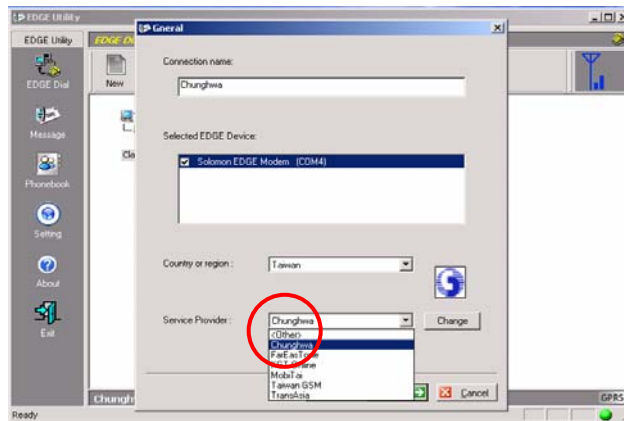 EDGE Utility
EDGE Utility
EDGE Dial
Message
Phonebook
Setting
About
Exit
New
Gneral
Connection name:
Chunghwa
Selected EDGE Device:
Solomon EDGE Modem (COM4)
Country or region :
Taiwan
Service Provider :
Chunghwa
Change
<Other>
Chunghwa
FarEasTone
KGT-Online
MobiTai
Taiwan GSM
TransAsia
Cancel
GPRS
Ready